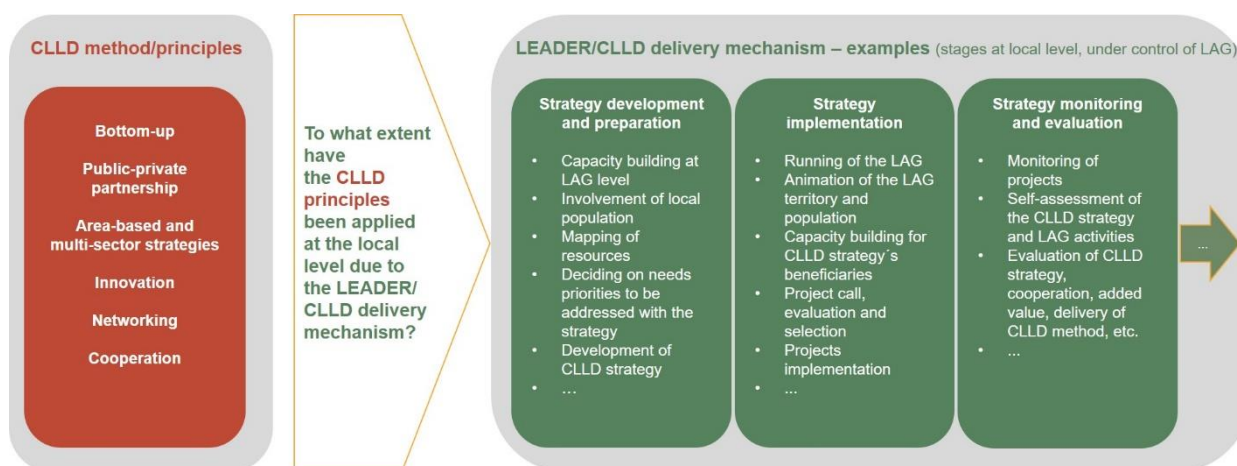 CLLD method/principles
Bottom-up
Public-private
partnership
Area-based and
multi-sector strategies
Innovation
Networking
Cooperation
To what extent
have
the CLLD
principles
been applied
at the local
level due to
the LEADER/
CLLD delivery
mechanism?
LEADER/CLLD delivery mechanism – examples (stages at local level, under control of LAG)
Strategy development
and preparation
• Capacity building at
LAG level
• Involvement of local
population
• Mapping of
resources
• Deciding on needs
priorities to be
addressed with the
strategy
• Development of
CLLD strategy
• …
Strategy
implementation
• Running of the LAG
• Animation of the LAG
territory and
population
• Capacity building for
CLLD strategy´s
beneficiaries
• Project call,
evaluation and
selection
• Projects
implementation
• ...
Strategy monitoring
and evaluation
• Monitoring of
projects
• Self-assessment of
the CLLD strategy
and LAG activities
• Evaluation of CLLD
strategy,
cooperation, added
value, delivery of
CLLD method, etc.
• ...
...